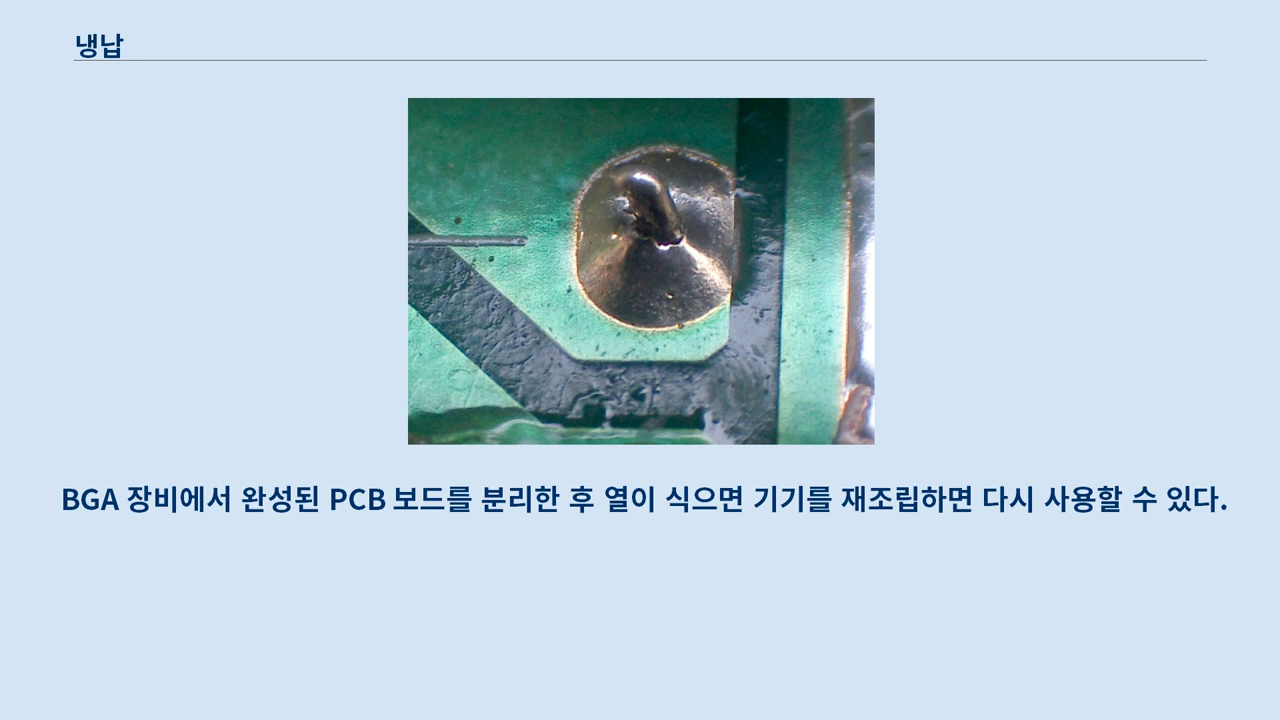 냉납
BGA 장비에서 완성된 PCB 보드를 분리한 후 열이 식으면 기기를 재조립하면 다시 사용할 수 있다.